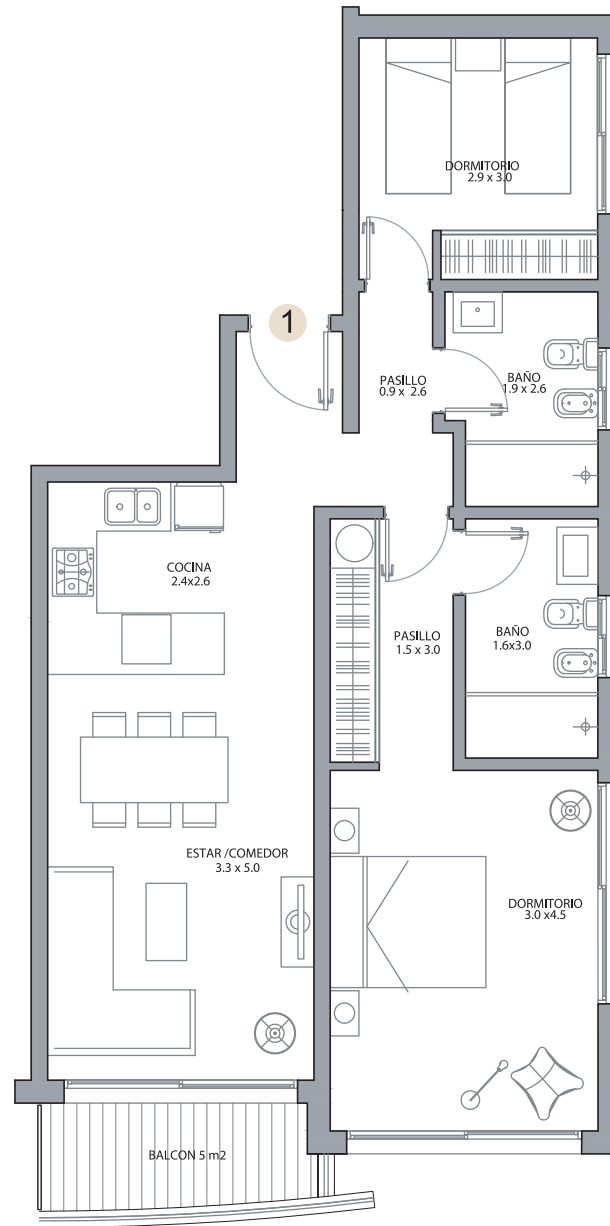 DORMITORIO
2.9 x 3.0
1
PASILLO
0.9 x 2.6
BAÑO
1.9 x 2.6
COCINA
2.4x2.6
PASILLO
1.5 x 3.0
BAÑO
1.6x3.0
ESTAR /COMEDOR
3.3 x 5.0
DORMITORIO
3.0 x4.5
BALCON 5 m2